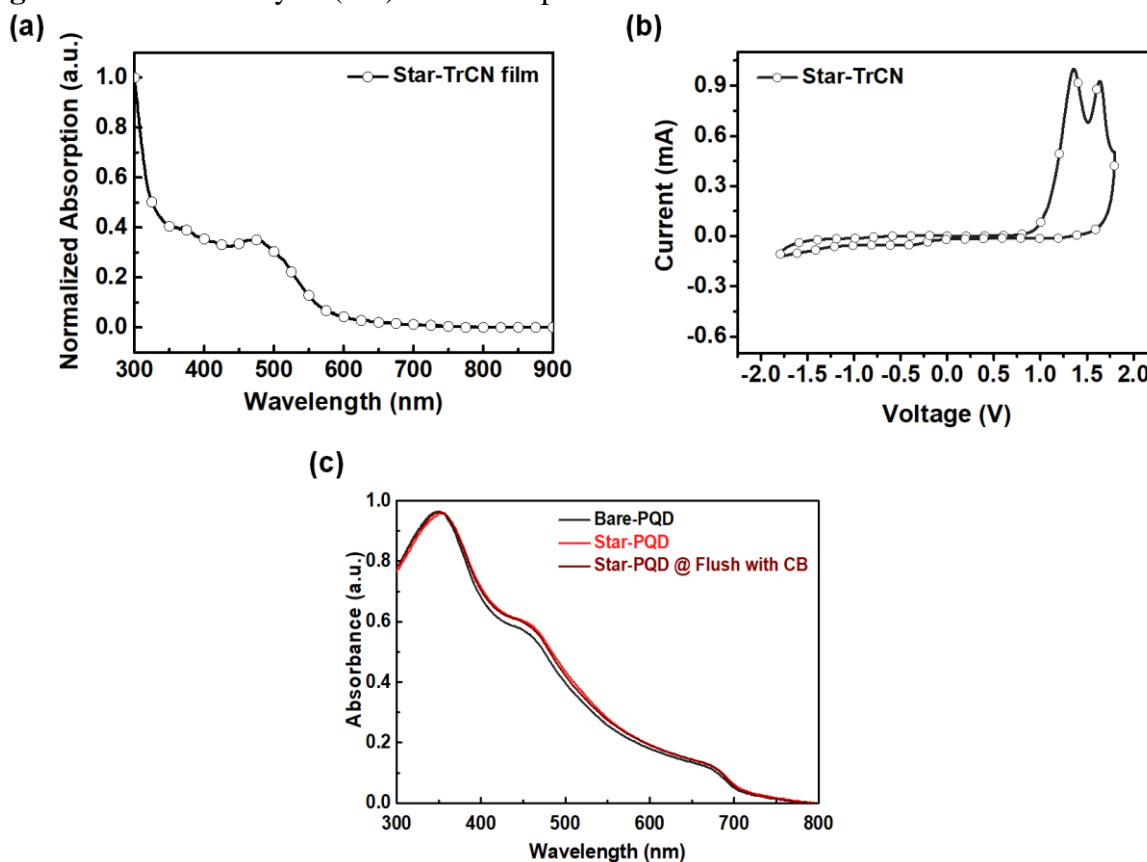 (a)
Star-TrCN film
Normalized Absorption (a.u.)
1.0
0.8
0.6
0.4
0.2
0.0
300 400 500 600 700 800 900
Wavelength (nm)
(b)
Star-TrCN
Current (mA)
0.9
0.6
0.3
0.0
-0.3
-0.6
-2.0 -1.5 -1.0 -0.5 0.0 0.5 1.0 1.5 2.0
Voltage (V)
(c)
Bare-PQD
Star-PQD
Star-PQD @ Flush with CB
Absorbance (a.u.)
1.0
0.8
0.6
0.4
0.2
0.0
300 400 500 600 700 800
Wavelength (nm)